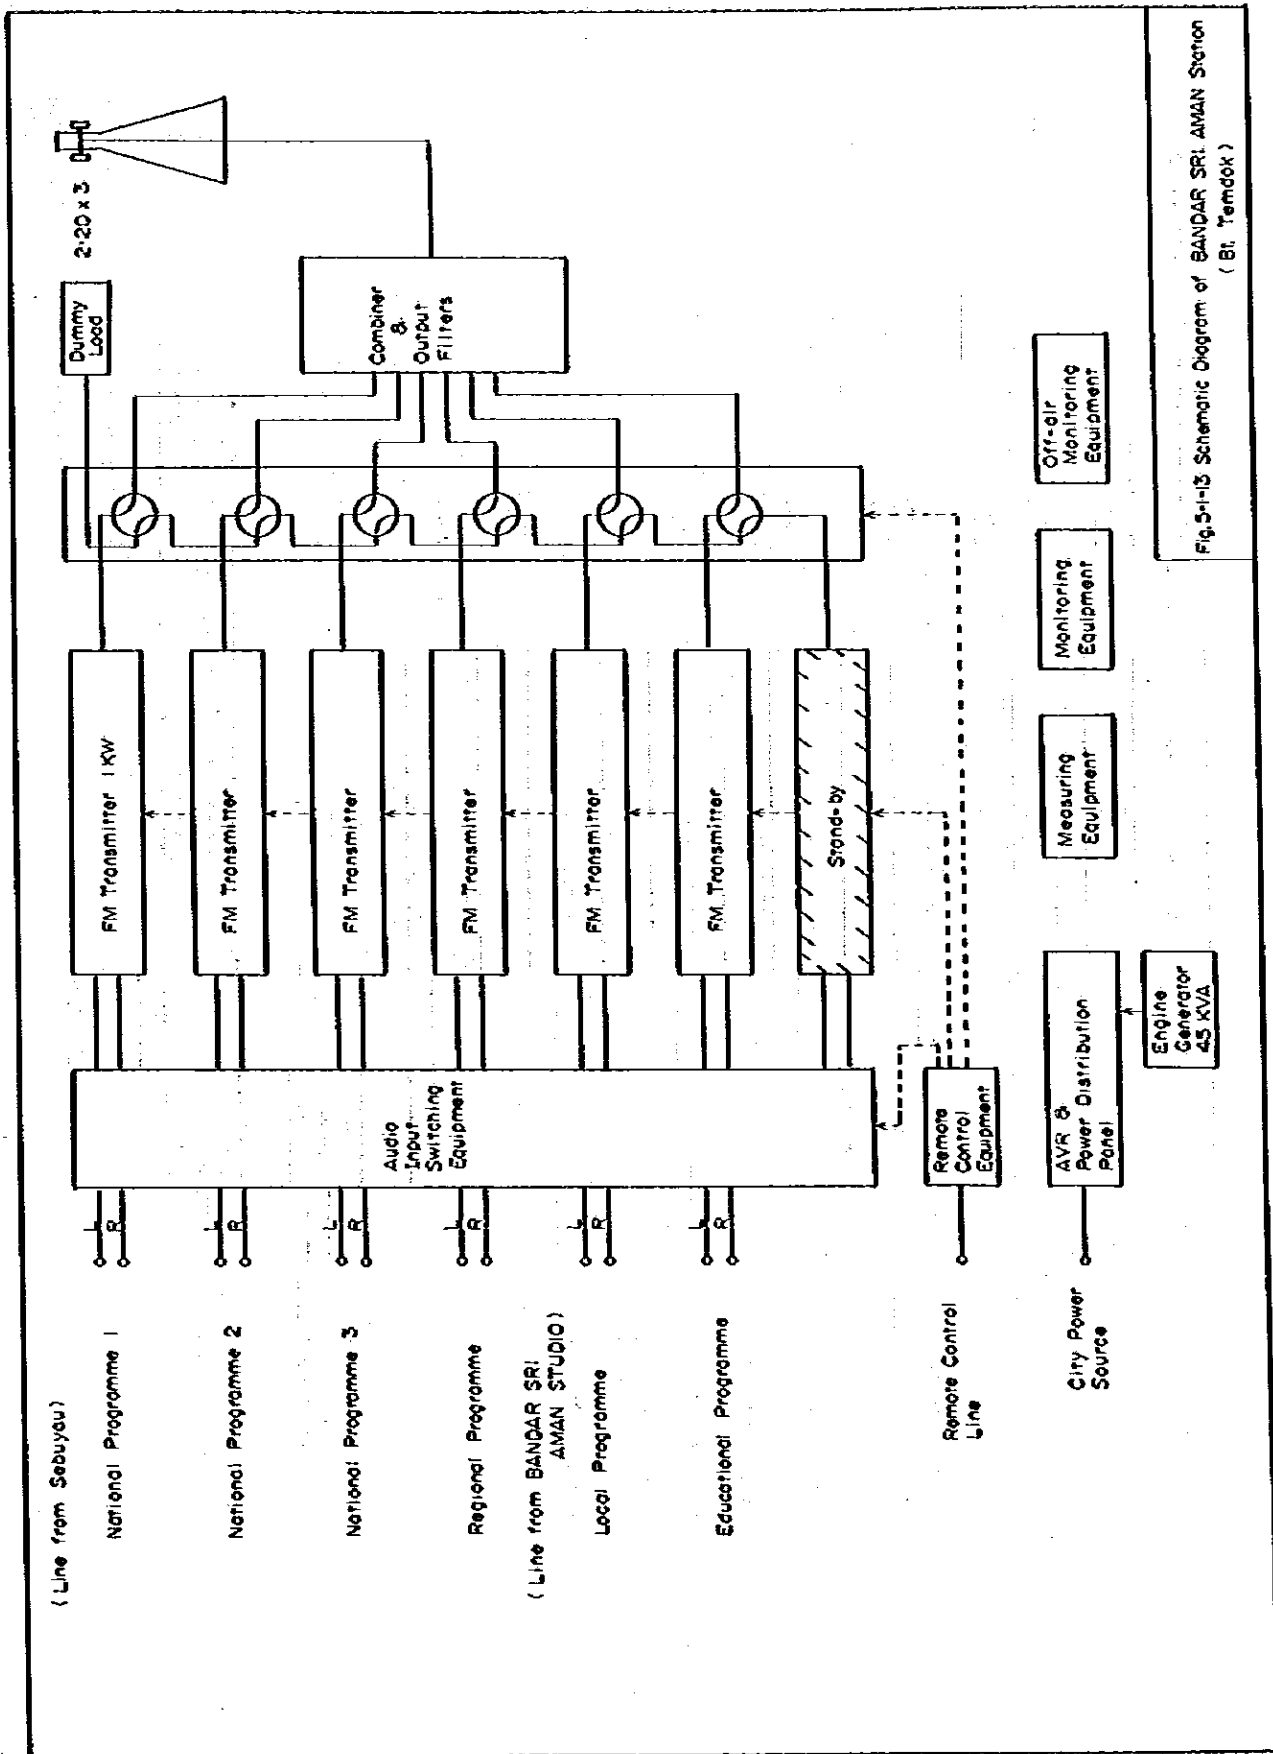 (Line from Sebuyau)
National Programme 1
National Programme 2
National Programme 3
Regional Programme
(Line from BANDAR SRI
AMAN STUDIO)
Local Programme
Educational Programme
Remote Control
Line
City Power
Source
L
R
L
R
L
R
L
R
L
R
L
R
Audio
Input
Switching
Equipment
Remote
Control
Equipment
AVR &
Power Distribution
Panel
Engine
Generator
45 KVA
FM Transmitter 1 KW
FM Transmitter
FM Transmitter
FM Transmitter
FM Transmitter
FM Transmitter
Stand-by
Measuring
Equipment
Monitoring
Equipment
Off-air
Monitoring
Equipment
Dummy
Load
2·20 x 3
Combiner
&
Output
Filters
Fig.5-1-13 Schematic Diagram of BANDAR SRI AMAN Station
(Bt. Temdok)